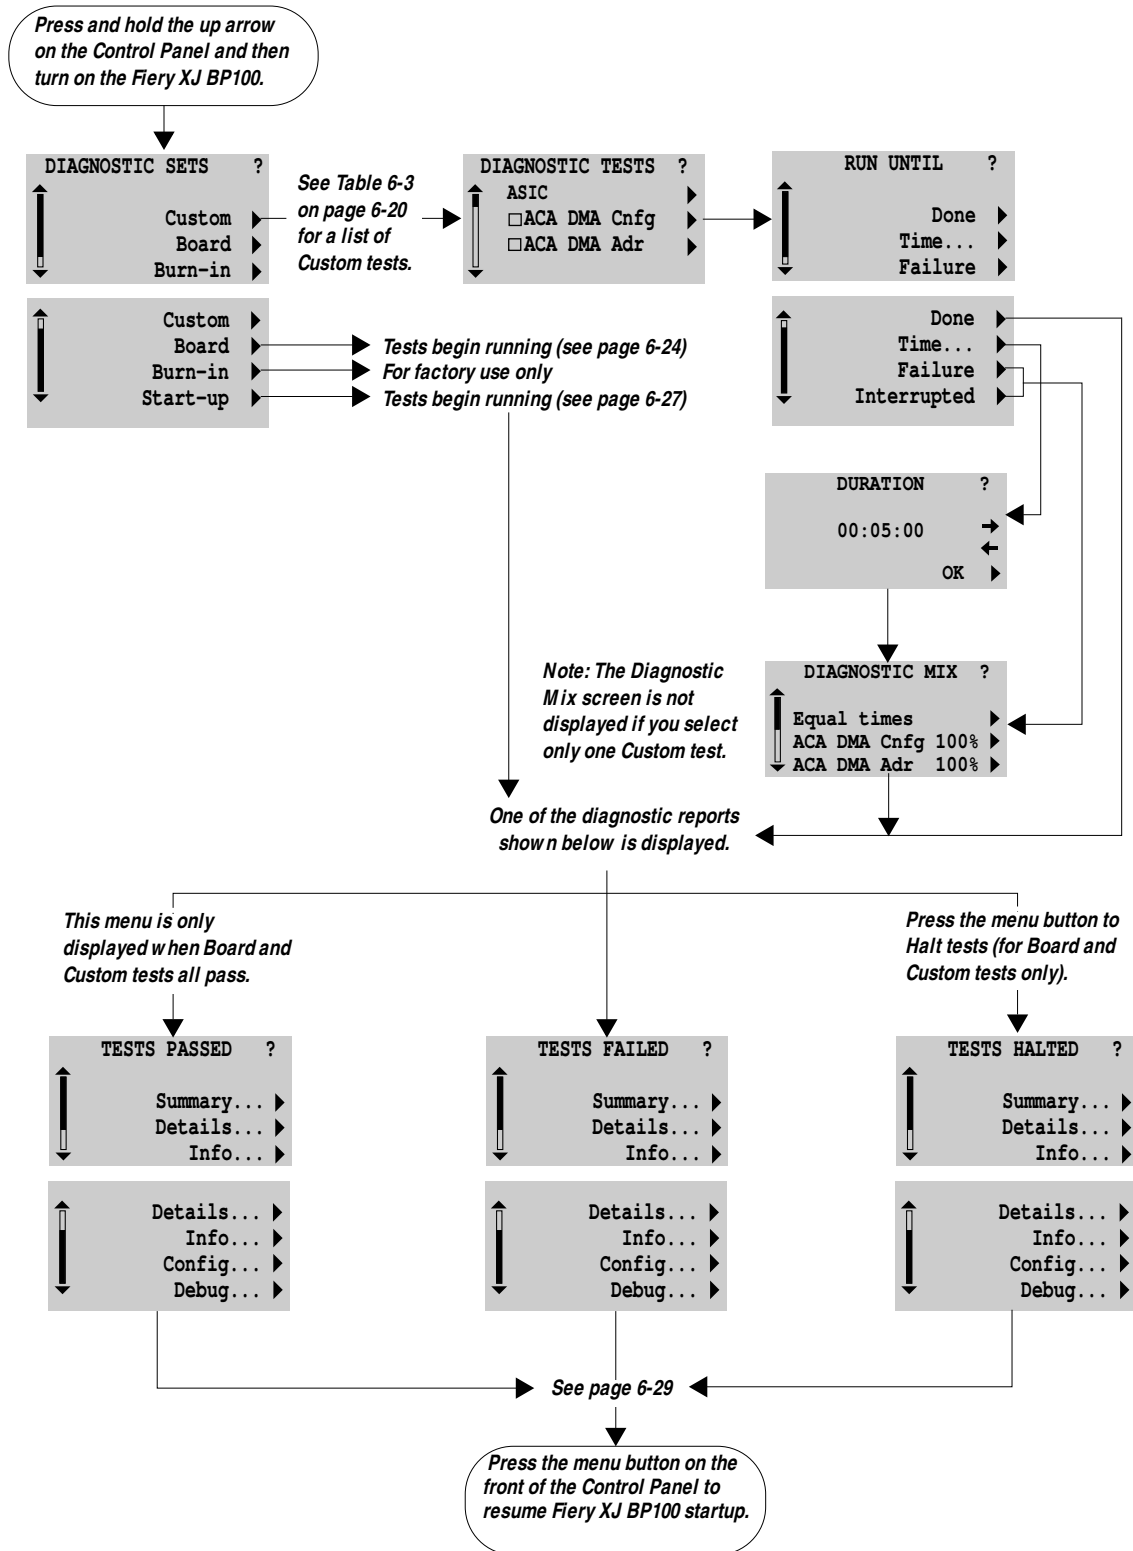 Press and hold the up arrow
on the Control Panel and then
turn on the Fiery XJ BP100.
DIAGNOSTIC SETS ?
Custom
Board
Burn-in
See Table 6-3
on page 6-20
for a list of
Custom tests.
DIAGNOSTIC TESTS ?
ASIC
ACA DMA Cnfg
ACA DMA Adr
RUN UNTIL ?
Done
Time...
Failure
Custom
Board
Burn-in
Start-up
Tests begin running (see page 6-24)
For factory use only
Tests begin running (see page 6-27)
Done
Time...
Failure
Interrupted
DURATION ?
00:05:00
OK
Note: The Diagnostic
Mix screen is not
displayed if you select
only one Custom test.
DIAGNOSTIC MIX ?
Equal times
ACA DMA Cnfg 100%
ACA DMA Adr 100%
One of the diagnostic reports
shown below is displayed.
This menu is only
displayed when Board and
Custom tests all pass.
Press the menu button to
Halt tests (for Board and
Custom tests only).
TESTS PASSED ?
Summary...
Details...
Info...
TESTS FAILED ?
Summary...
Details...
Info...
TESTS HALTED ?
Summary...
Details...
Info...
Details...
Info...
Config...
Debug...
Details...
Info...
Config...
Debug...
Details...
Info...
Config...
Debug...
See page 6-29
Press the menu button on the
front of the Control Panel to
resume Fiery XJ BP100 startup.